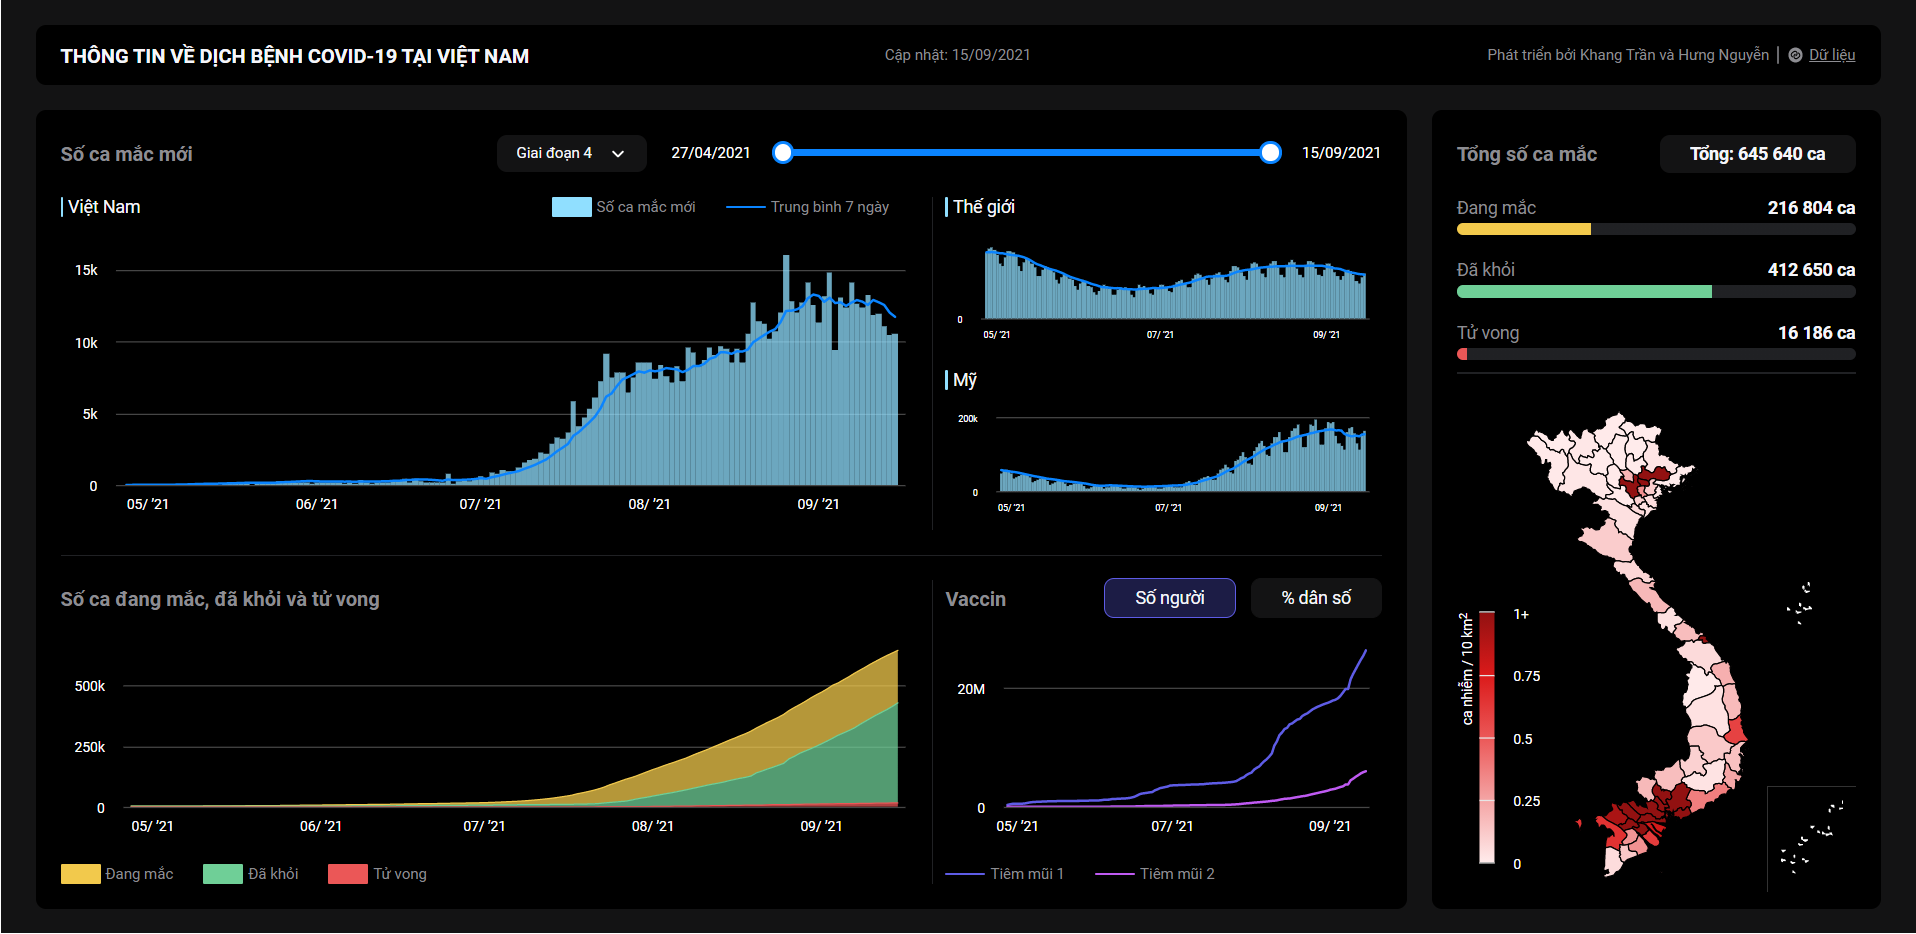 THÔNG TIN VỀ DỊCH BỆNH COVID-19 TẠI VIỆT NAM
Cập nhật: 15/09/2021
Phát triển bởi Khang Trần và Hưng Nguyễn | Dữ liệu
Số ca mắc mới
Giai đoạn 4
27/04/2021
15/09/2021
Việt Nam
Số ca mắc mới
Trung bình 7 ngày
15k
10k
5k
0
05/ '21
06/ '21
07/ '21
08/ '21
09/ '21
Thế giới
0
05/ '21
07/ '21
09/ '21
Mỹ
200k
0
05/ '21
07/ '21
09/ '21
Số ca đang mắc, đã khỏi và tử vong
500k
250k
0
05/ '21
06/ '21
07/ '21
08/ '21
09/ '21
Đang mắc
Đã khỏi
Tử vong
Vaccin
Số người
% dân số
20M
0
05/ '21
07/ '21
09/ '21
Tiêm mũi 1
Tiêm mũi 2
Tổng số ca mắc
Tổng: 645 640 ca
Đang mắc
216 804 ca
Đã khỏi
412 650 ca
Tử vong
16 186 ca
ca nhiễm / 10 km²
1+
0.75
0.5
0.25
0